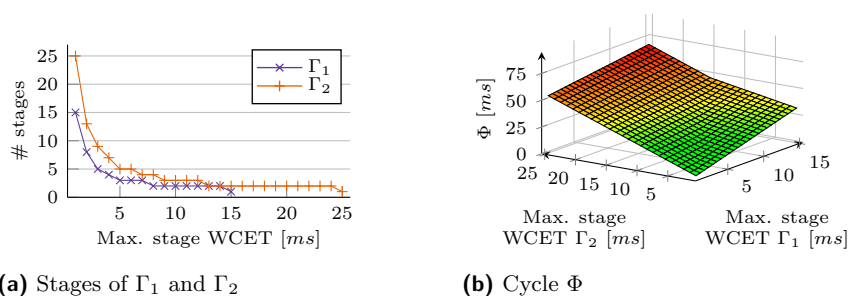 # stages
25
20
15
10
5
0
Γ₁
Γ₂
5 10 15 20 25
Max. stage WCET [ms]
(a) Stages of Γ₁ and Γ₂
Φ [ms]
75
50
25
0
25 20 15 10 5
5 10 15
Max. stage
WCET Γ₂ [ms]
Max. stage
WCET Γ₁ [ms]
(b) Cycle Φ